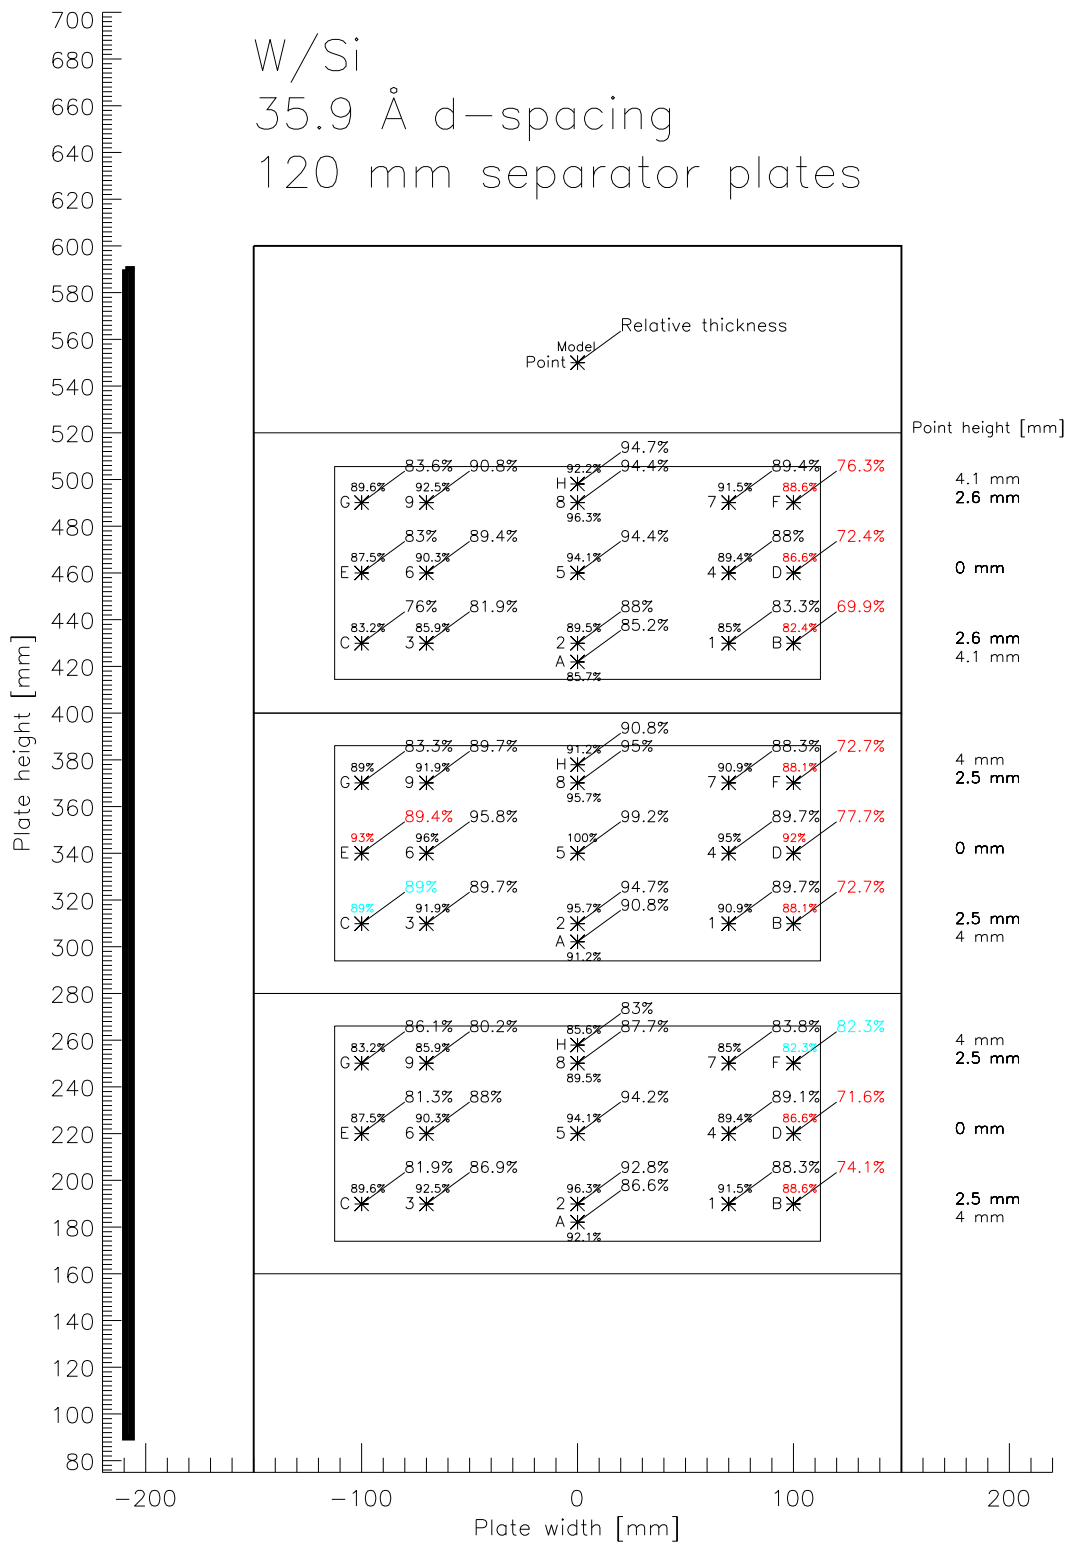 W/Si
35.9 Å d-spacing
120 mm separator plates
700
680
660
640
620
600
580
560
540
520
500
480
460
440
420
400
380
360
340
320
300
280
260
240
220
200
180
160
140
120
100
80
Plate height [mm]
Relative thickness
Model
Point
Point height [mm]
94.7%
83.6% 90.8% 92.2% 94.4% 89.4% 76.3%
89.6% 92.5% H 91.5% 88.6%
G 9 8 7 F
96.3%
4.1 mm
2.6 mm
83% 89.4% 94.4% 88% 72.4%
87.5% 90.3% 94.1% 89.4% 86.6%
E 6 5 4 D
0 mm
76% 81.9% 88% 83.3% 69.9%
83.2% 85.9% 89.5% 85.2% 85% 82.4%
C 3 2 1 B
A
85.7%
2.6 mm
4.1 mm
90.8%
83.3% 89.7% 91.2% 95% 88.3% 72.7%
89% 91.9% H 90.9% 88.1%
G 9 8 7 F
95.7%
4 mm
2.5 mm
89.4% 95.8% 99.2% 89.7% 77.7%
93% 96% 100% 95% 92%
E 6 5 4 D
0 mm
89% 89.7% 94.7% 89.7% 72.7%
89% 91.9% 95.7% 90.8% 90.9% 88.1%
C 3 2 1 B
A
91.2%
2.5 mm
4 mm
83%
86.1% 80.2% 85.6% 87.7% 83.8% 82.3%
83.2% 85.9% H 85% 82.3%
G 9 8 7 F
89.5%
4 mm
2.5 mm
81.3% 88% 94.2% 89.1% 71.6%
87.5% 90.3% 94.1% 89.4% 86.6%
E 6 5 4 D
0 mm
81.9% 86.9% 92.8% 88.3% 74.1%
89.6% 92.5% 96.3% 86.6% 91.5% 88.6%
C 3 2 1 B
A
92.1%
2.5 mm
4 mm
-200 -100 0 100 200
Plate width [mm]